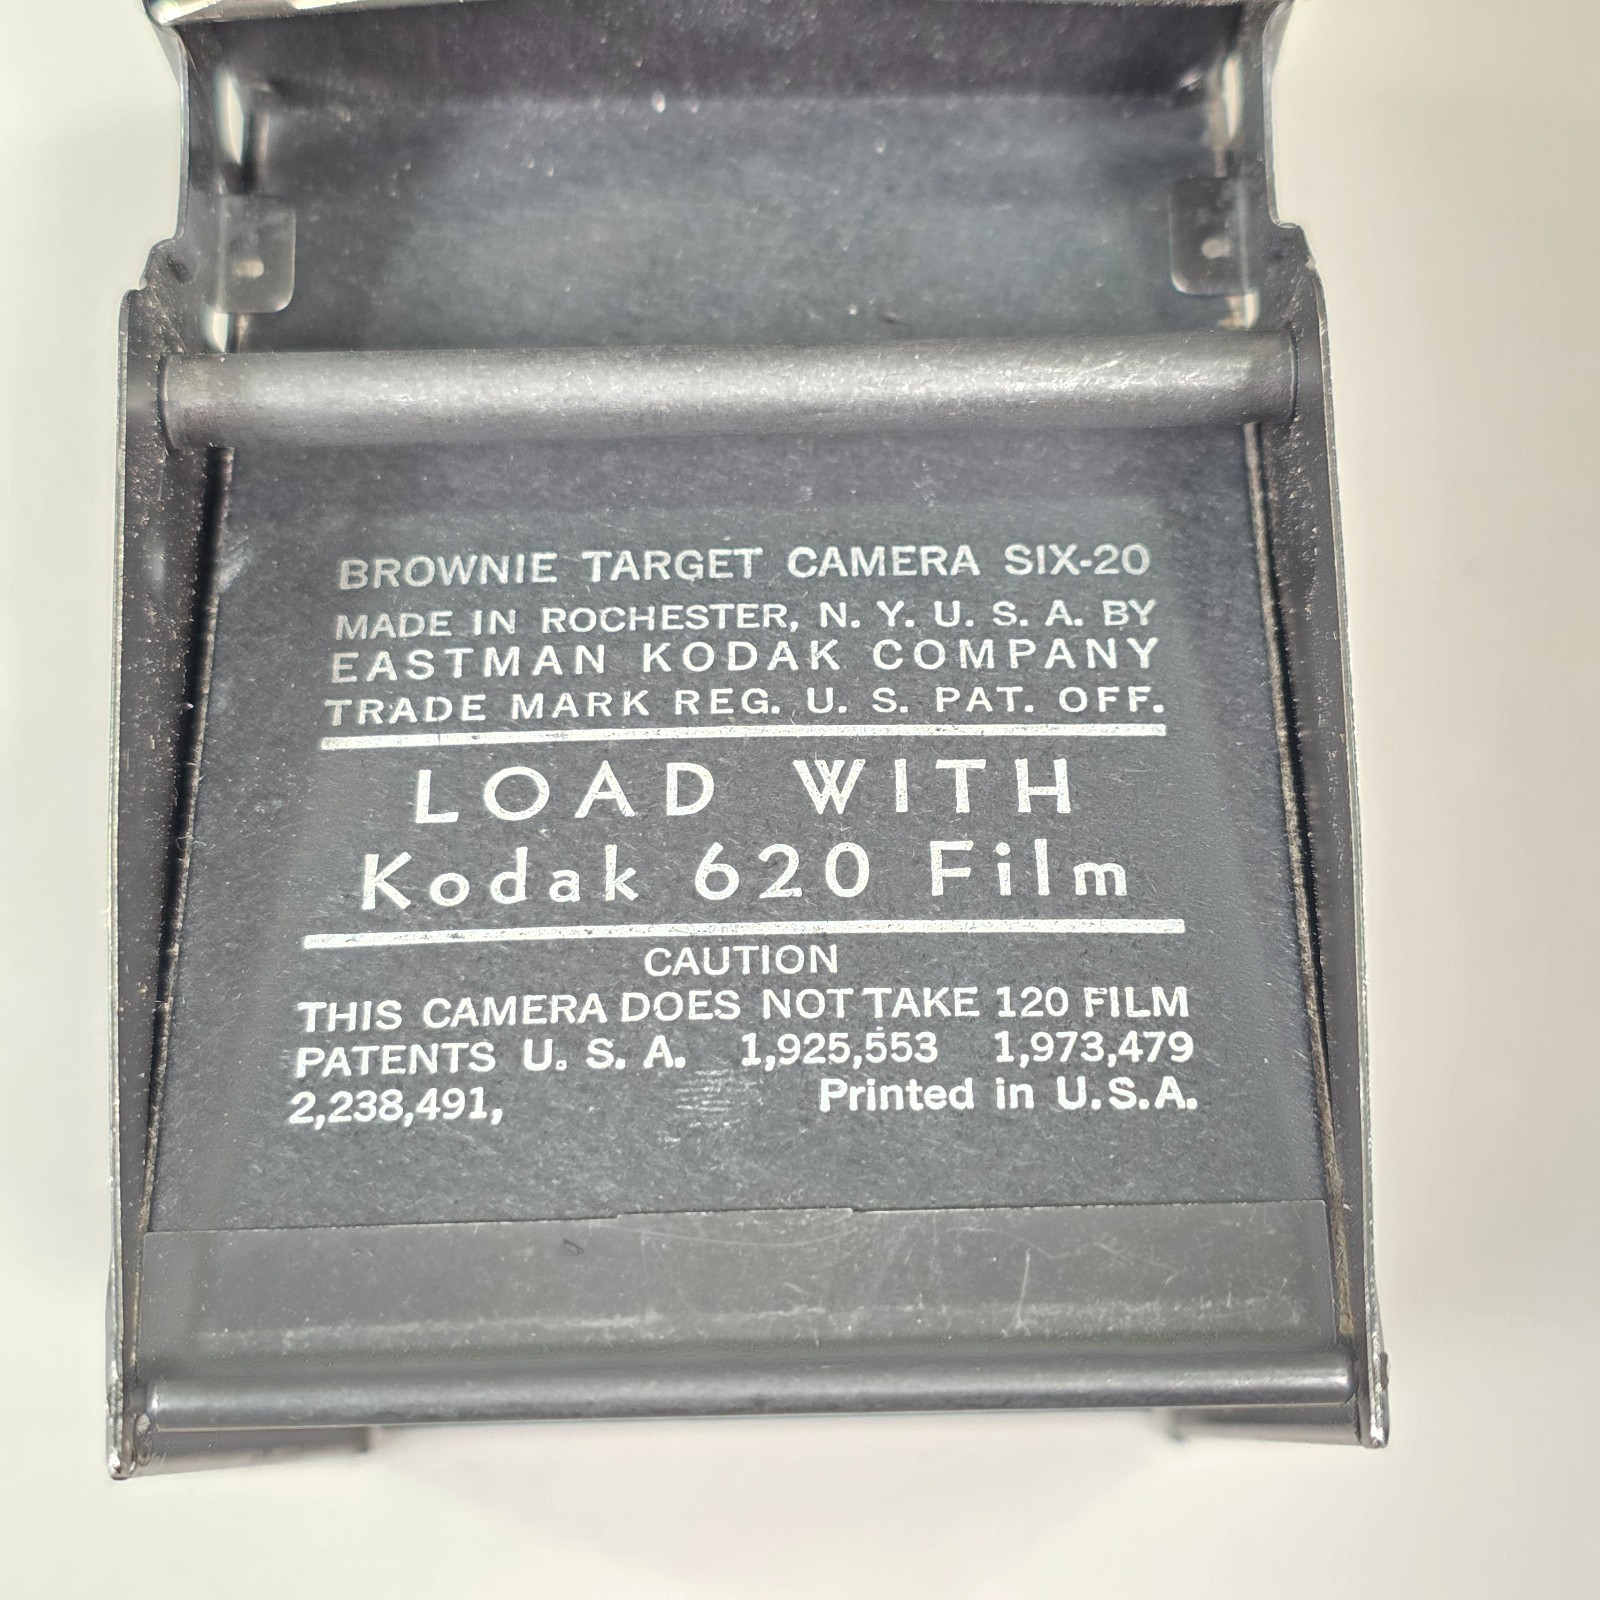 BROWNIE TARGET CAMERA SIX-20
MADE IN ROCHESTER, N. Y. U. S. A. BY
EASTMAN KODAK COMPANY
TRADE MARK REG. U. S. PAT. OFF.
LOAD WITH
Kodak 620 Film
CAUTION
THIS CAMERA DOES NOT TAKE 120 FILM
PATENTS U. S. A. 1,925,553 1,973,479
2,238,491, Printed in U.S.A.